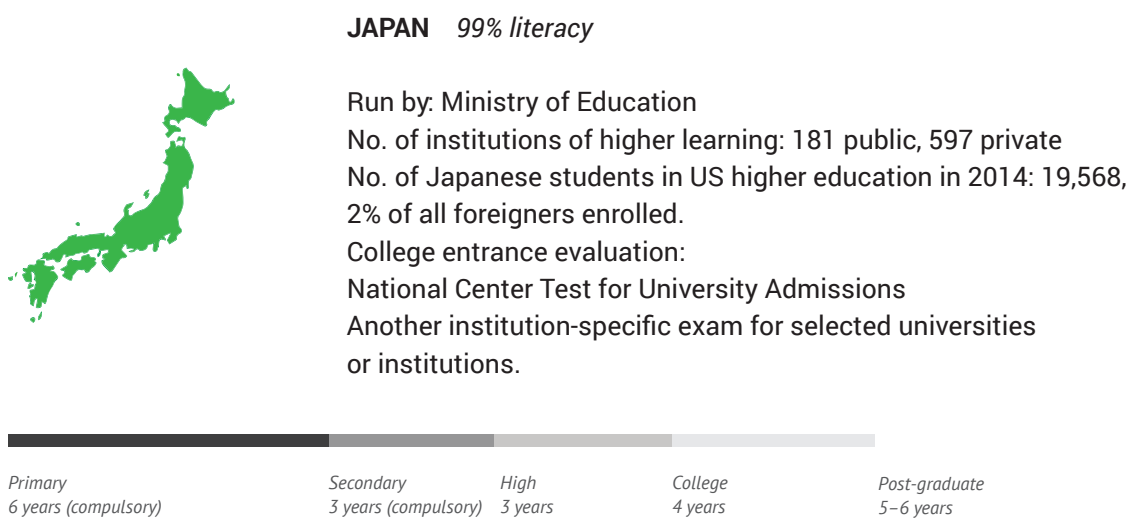 JAPAN 99% literacy
Run by: Ministry of Education
No. of institutions of higher learning: 181 public, 597 private
No. of Japanese students in US higher education in 2014: 19,568,
2% of all foreigners enrolled.
College entrance evaluation:
National Center Test for University Admissions
Another institution-specific exam for selected universities
or institutions.
Primary
6 years (compulsory)
Secondary
3 years (compulsory)
High
3 years
College
4 years
Post-graduate
5–6 years